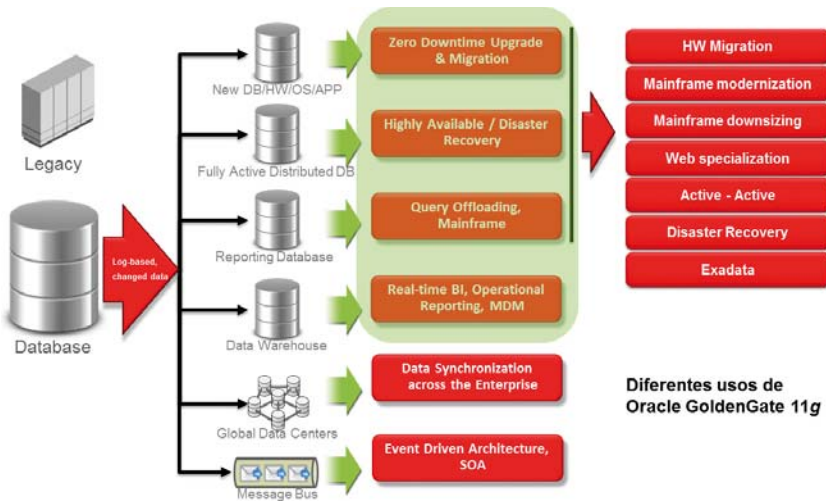 Legacy
Database
Log-based,
changed data
New DB/HW/OS/APP
Zero Downtime Upgrade
& Migration
Fully Active Distributed DB
Highly Available / Disaster
Recovery
Reporting Database
Query Offloading,
Mainframe
Data Warehouse
Real-time BI, Operational
Reporting, MDM
Global Data Centers
Data Synchronization
across the Enterprise
Message Bus
Event Driven Architecture,
SOA
HW Migration
Mainframe modernization
Mainframe downsizing
Web specialization
Active - Active
Disaster Recovery
Exadata
Diferentes usos de
Oracle GoldenGate 11g